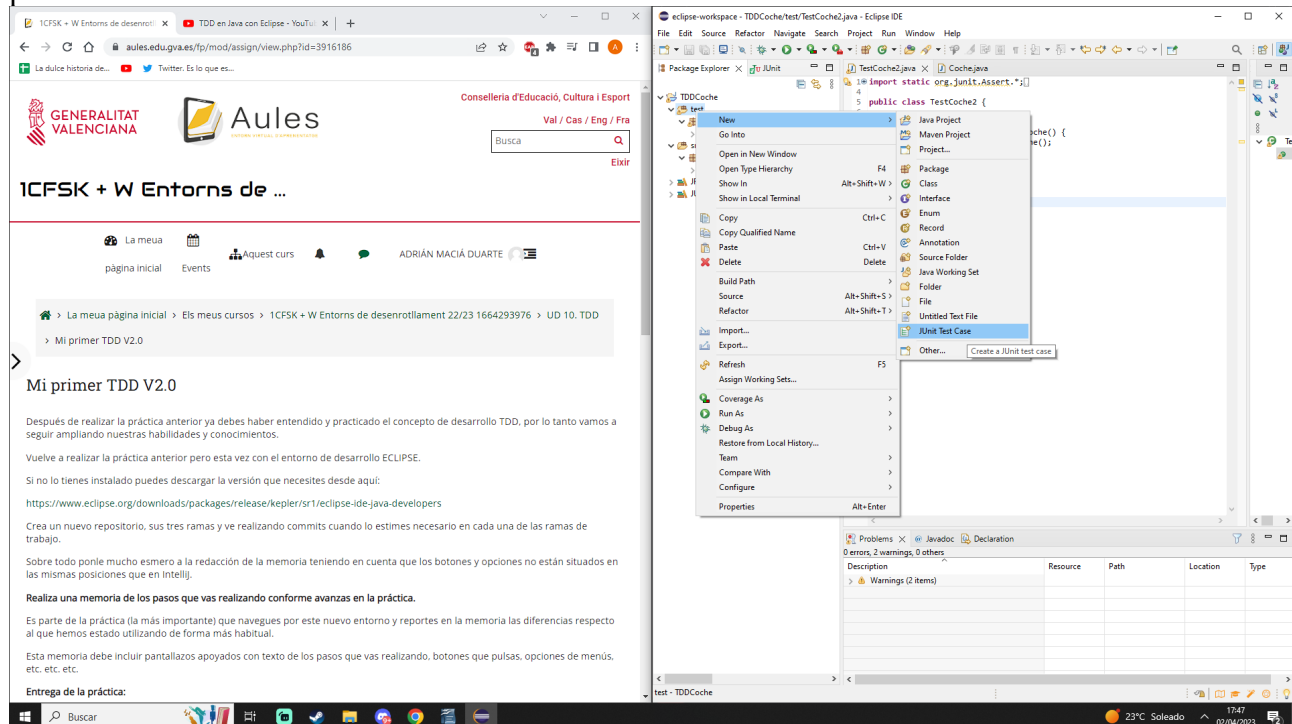 1CFSK + W Entorns de desenrotll
TDD en Java con Eclipse - YouTu
aules.edu.gva.es/fp/mod/assign/view.php?id=3916186
La dulce historia de...
Twitter. Es lo que es...
GENERALITAT
VALENCIANA
Aules
Conselleria d'Educació, Cultura i Esport
Val / Cas / Eng / Fra
Busca
Eixir
1CFSK + W Entorns de ...
La meua
pàgina inicial
Events
Aquest curs
ADRIÁN MACIÁ DUARTE
La meua pàgina inicial > Els meus cursos > 1CFSK + W Entorns de desenrotllament 22/23 1664293976 > UD 10. TDD
> Mi primer TDD V2.0
Mi primer TDD V2.0
Después de realizar la práctica anterior ya debes haber entendido y practicado el concepto de desarrollo TDD, por lo tanto vamos a
seguir ampliando nuestras habilidades y conocimientos.
Vuelve a realizar la práctica anterior pero esta vez con el entorno de desarrollo ECLIPSE.
Si no lo tienes instalado puedes descargar la versión que necesites desde aquí:
https://www.eclipse.org/downloads/packages/release/kepler/sr1/eclipse-ide-java-developers
Crea un nuevo repositorio, sus tres ramas y ve realizando commits cuando lo estimes necesario en cada una de las ramas de
trabajo.
Sobre todo ponle mucho esmero a la redacción de la memoria teniendo en cuenta que los botones y opciones no están situados en
las mismas posiciones que en Intellij.
Realiza una memoria de los pasos que vas realizando conforme avanzas en la práctica.
Es parte de la práctica (la más importante) que navegues por este nuevo entorno y reportes en la memoria las diferencias respecto
al que hemos estado utilizando de forma más habitual.
Esta memoria debe incluir pantallazos apoyados con texto de los pasos que vas realizando, botones que pulsas, opciones de menús,
etc. etc. etc.
Entrega de la práctica:
eclipse-workspace - TDDCoche/test/TestCoche2.java - Eclipse IDE
File Edit Source Refactor Navigate Search Project Run Window Help
Package Explorer
JUnit
TestCoche2.java
Coche.java
TDDCoche
test
1 import static org.junit.Assert.*;
4
5 public class TestCoche2 {
oche() {
he();
New
Go Into
Open in New Window
Open Type Hierarchy F4
Show In Alt+Shift+W >
Show in Local Terminal
Copy Ctrl+C
Copy Qualified Name
Paste Ctrl+V
Delete Delete
Build Path
Source Alt+Shift+S >
Refactor Alt+Shift+T >
Import...
Export...
Refresh F5
Assign Working Sets...
Coverage As
Run As
Debug As
Restore from Local History...
Team
Compare With
Configure
Properties Alt+Enter
Java Project
Maven Project
Project...
Package
Class
Interface
Enum
Record
Annotation
Source Folder
Java Working Set
Folder
File
Untitled Text File
JUnit Test Case
Other...
Create a JUnit test case
Problems
Javadoc
Declaration
0 errors, 2 warnings, 0 others
Description Resource Path Location Type
Warnings (2 items)
test - TDDCoche
Buscar
23°C Soleado
17:47
02/04/2023